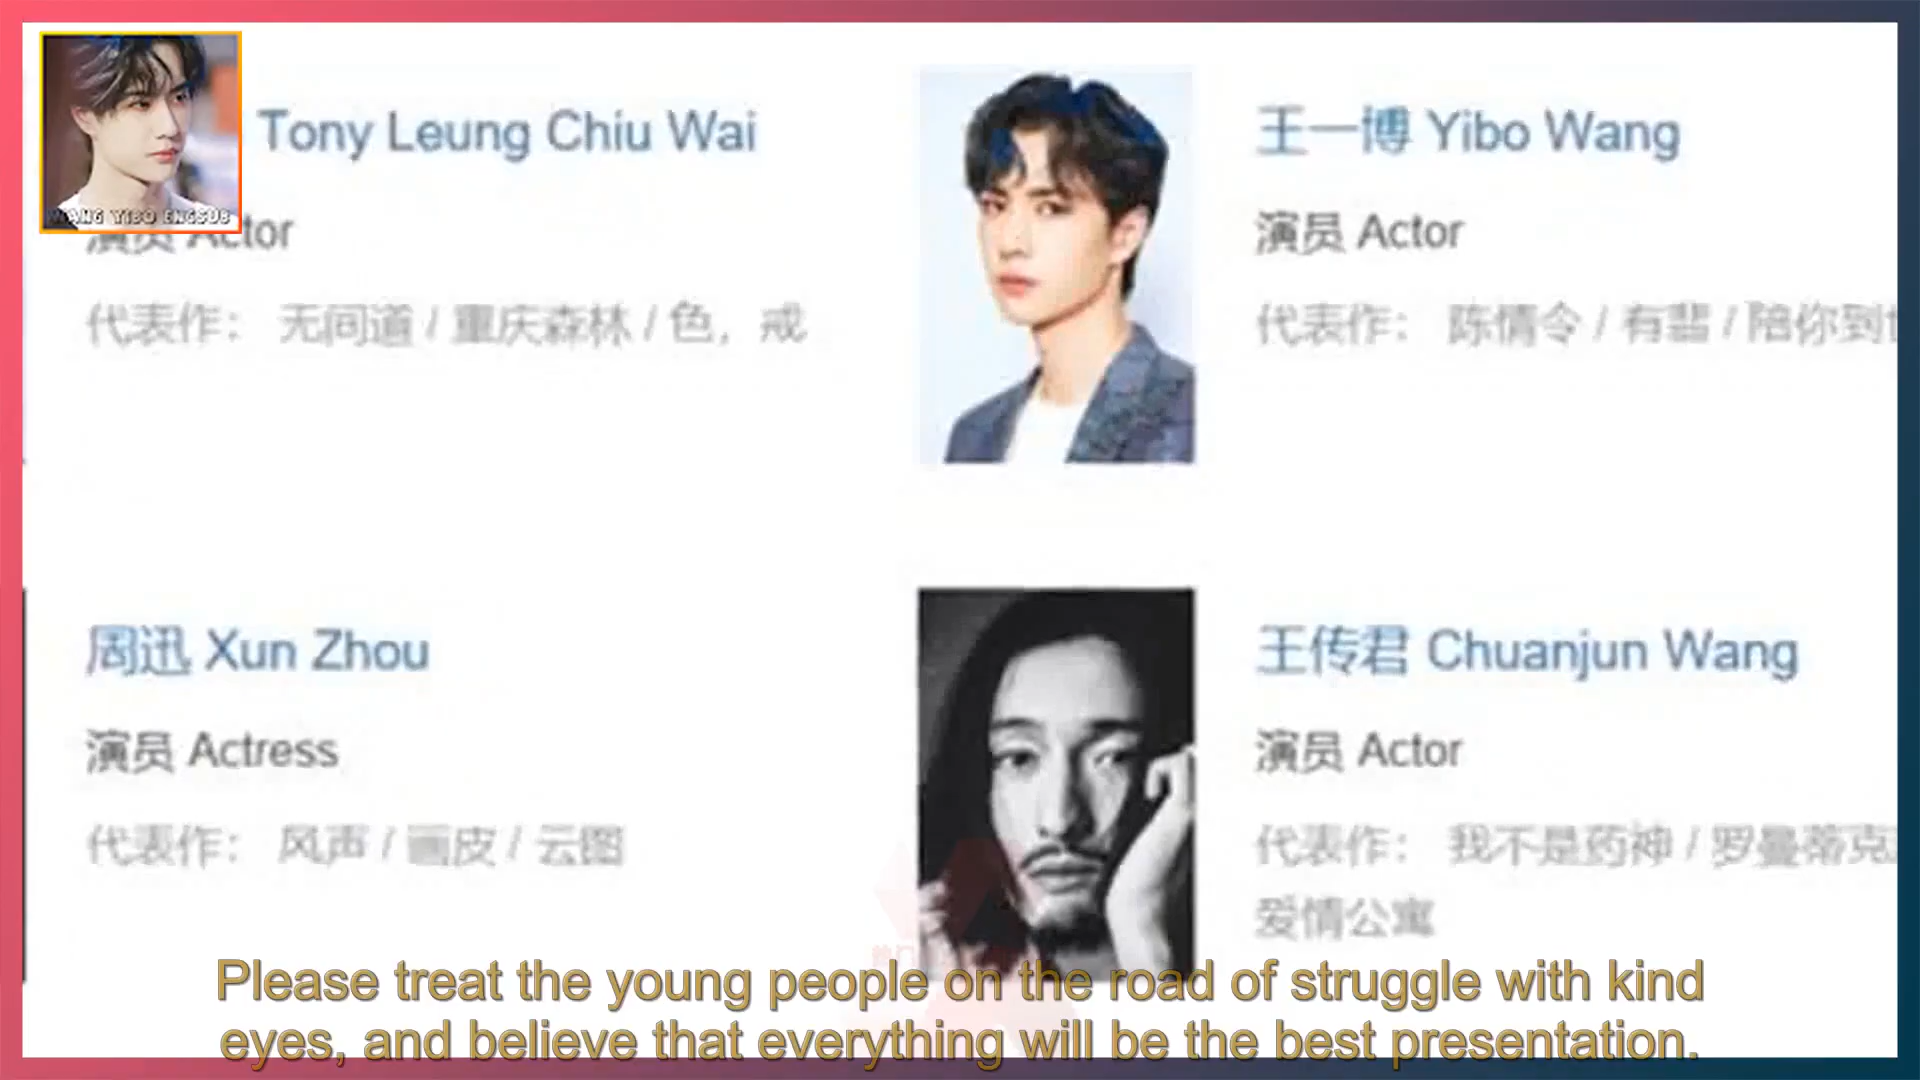 WANG YIBO ENGSUB
Tony Leung Chiu Wai
演员 Actor
代表作： 无间道 / 重庆森林 / 色，戒
王一博 Yibo Wang
演员 Actor
代表作： 陈情令 / 有翡 / 陪你到
周迅 Xun Zhou
演员 Actress
代表作： 风声 / 画皮 / 云图
王传君 Chuanjun Wang
演员 Actor
代表作： 我不是药神 / 罗曼蒂克
爱情公寓
Please treat the young people on the road of struggle with kind
eyes, and believe that everything will be the best presentation.